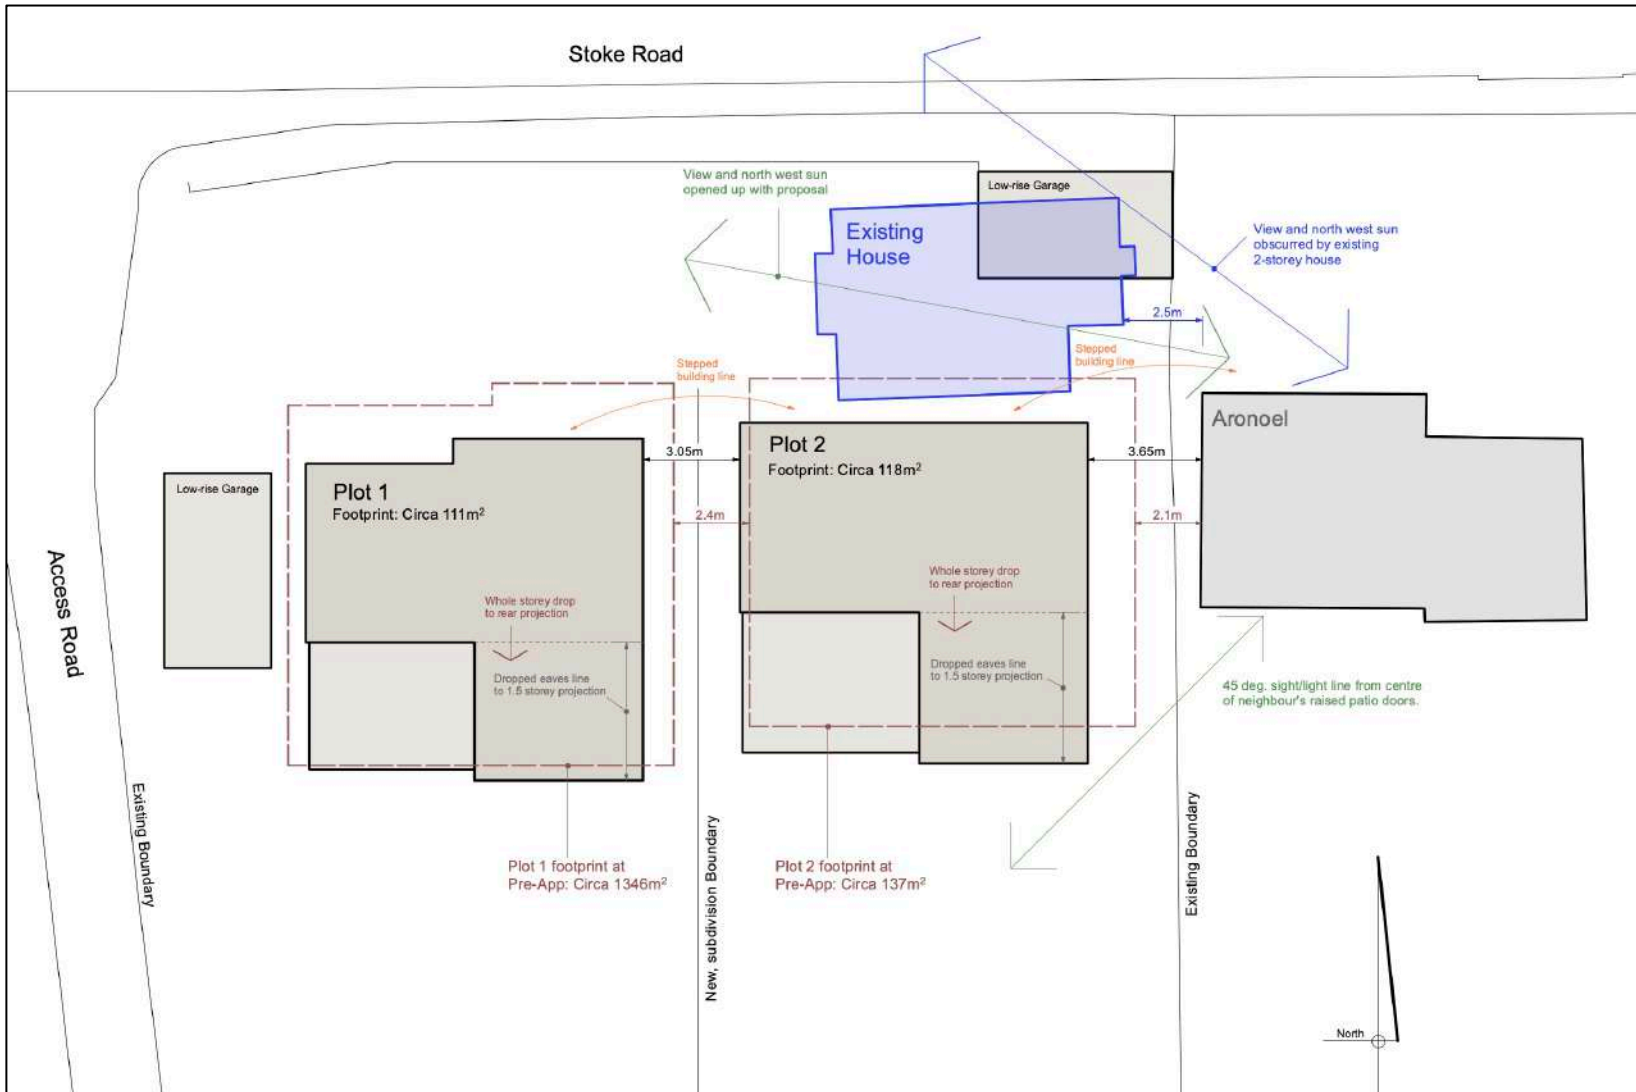 Stoke Road
View and north west sun
opened up with proposal
Low-rise Garage
Existing
House
View and north west sun
obscurred by existing
2-storey house
2.5m
Stepped
building line
Stepped
building line
Aronoel
Plot 2
Footprint: Circa 118m²
3.05m
3.65m
Low-rise Garage
Plot 1
Footprint: Circa 111m²
2.4m
2.1m
Access Road
Whole storey drop
to rear projection
Whole storey drop
to rear projection
Dropped eaves line
to 1.5 storey projection
Dropped eaves line
to 1.5 storey projection
45 deg. sight/light line from centre
of neighbour's raised patio doors.
Existing Boundary
Plot 1 footprint at
Pre-App: Circa 1346m²
New, subdivision Boundary
Plot 2 footprint at
Pre-App: Circa 137m²
Existing Boundary
North